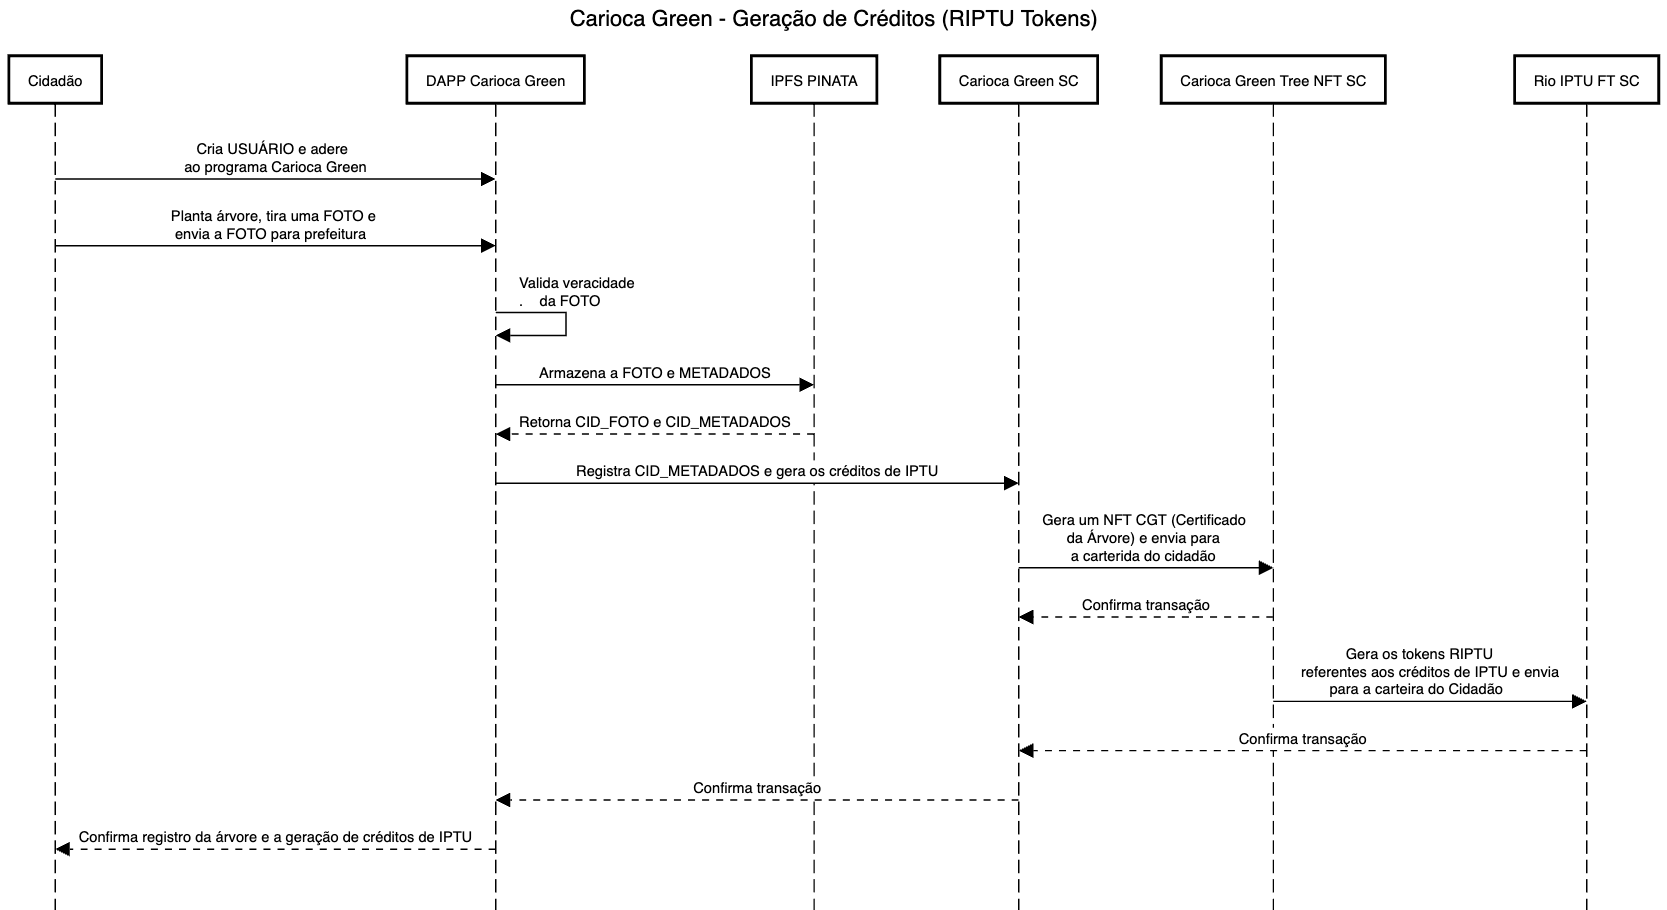 Carioca Green - Geração de Créditos (RIPTU Tokens)
Cidadão
DAPP Carioca Green
IPFS PINATA
Carioca Green SC
Carioca Green Tree NFT SC
Rio IPTU FT SC
Cria USUÁRIO e adere
ao programa Carioca Green
Planta árvore, tira uma FOTO e
envia a FOTO para prefeitura
Valida veracidade
. da FOTO
Armazena a FOTO e METADADOS
Retorna CID_FOTO e CID_METADADOS
Registra CID_METADADOS e gera os créditos de IPTU
Gera um NFT CGT (Certificado
da Árvore) e envia para
a carterida do cidadão
Confirma transação
Gera os tokens RIPTU
referentes aos créditos de IPTU e envia
para a carteira do Cidadão
Confirma transação
Confirma transação
Confirma registro da árvore e a geração de créditos de IPTU